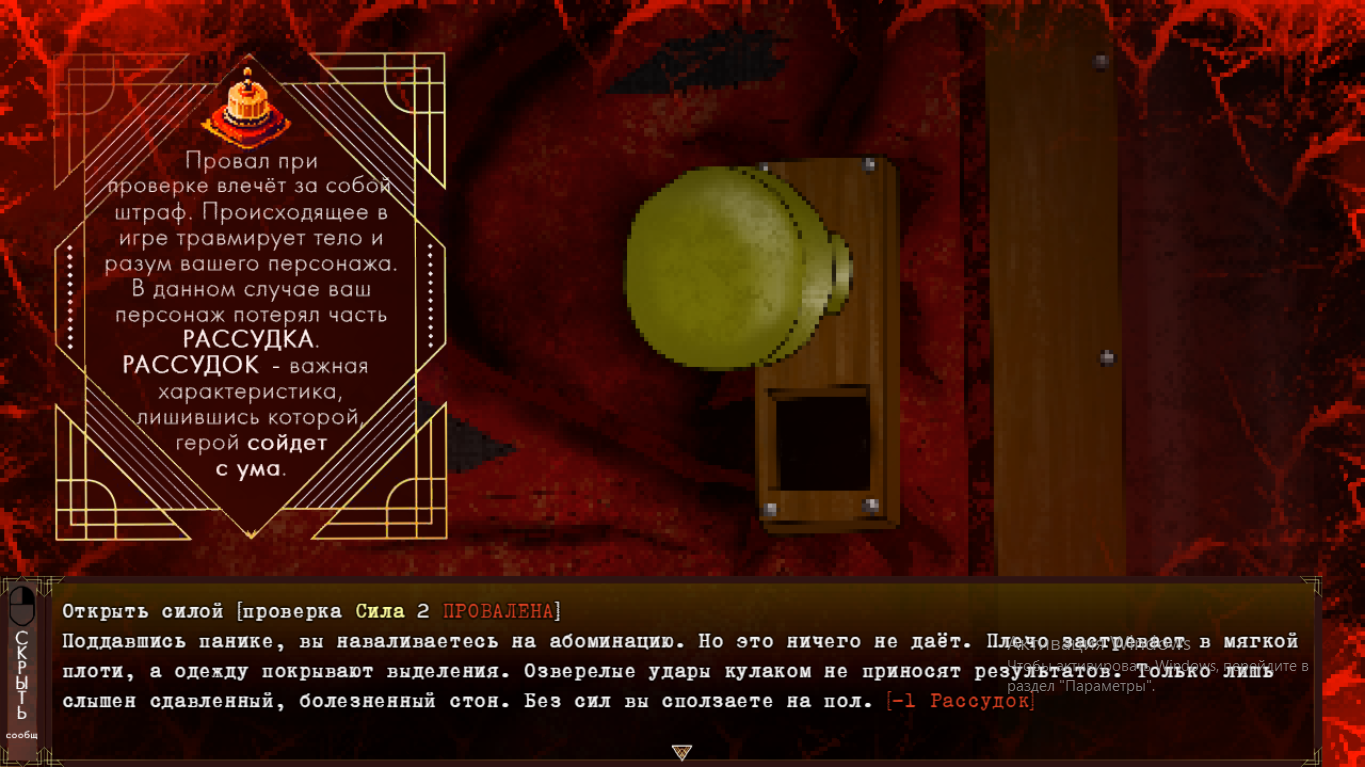 Провал при
проверке влечёт за собой
штраф. Происходящее в
игре травмирует тело и
разум вашего персонажа.
В данном случае ваш
персонаж потерял часть
РАССУДКА.
РАССУДОК - важная
характеристика,
лишившись которой,
герой сойдет
с ума.
СКРЫТЬ
сообщ
Открыть силой [проверка Сила 2 ПРОВАЛЕНА]
Поддавшись панике, вы наваливаетесь на абоминацию. Но это ничего не даёт. Плечо застревает в мягкой
плоти, а одежду покрывают выделения. Озверелые удары кулаком не приносят результатов. Только лишь
слышен сдавленный, болезненный стон. Без сил вы сползаете на пол. [-1 Рассудок]
Активация Windows
Чтобы активировать Windows, перейдите в
раздел "Параметры".